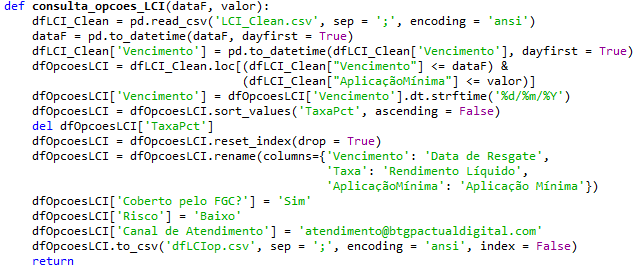 def consulta_opcoes_LCI(dataF, valor):
    dfLCI_Clean = pd.read_csv('LCI_Clean.csv', sep = ';', encoding = 'ansi')
    dataF = pd.to_datetime(dataF, dayfirst = True)
    dfLCI_Clean['Vencimento'] = pd.to_datetime(dfLCI_Clean['Vencimento'], dayfirst = True)
    dfOpcoesLCI = dfLCI_Clean.loc[(dfLCI_Clean["Vencimento"] <= dataF) &
                                  (dfLCI_Clean["AplicaçãoMínima"] <= valor)]
    dfOpcoesLCI['Vencimento'] = dfOpcoesLCI['Vencimento'].dt.strftime('%d/%m/%Y')
    dfOpcoesLCI = dfOpcoesLCI.sort_values('TaxaPct', ascending = False)
    del dfOpcoesLCI['TaxaPct']
    dfOpcoesLCI = dfOpcoesLCI.reset_index(drop = True)
    dfOpcoesLCI = dfOpcoesLCI.rename(columns={'Vencimento': 'Data de Resgate',
                                              'Taxa': 'Rendimento Líquido',
                                              'AplicaçãoMínima': 'Aplicação Mínima'})
    dfOpcoesLCI['Coberto pelo FGC?'] = 'Sim'
    dfOpcoesLCI['Risco'] = 'Baixo'
    dfOpcoesLCI['Canal de Atendimento'] = 'atendimento@btgpactualdigital.com'
    dfOpcoesLCI.to_csv('dfLCIop.csv', sep = ';', encoding = 'ansi', index = False)
    return